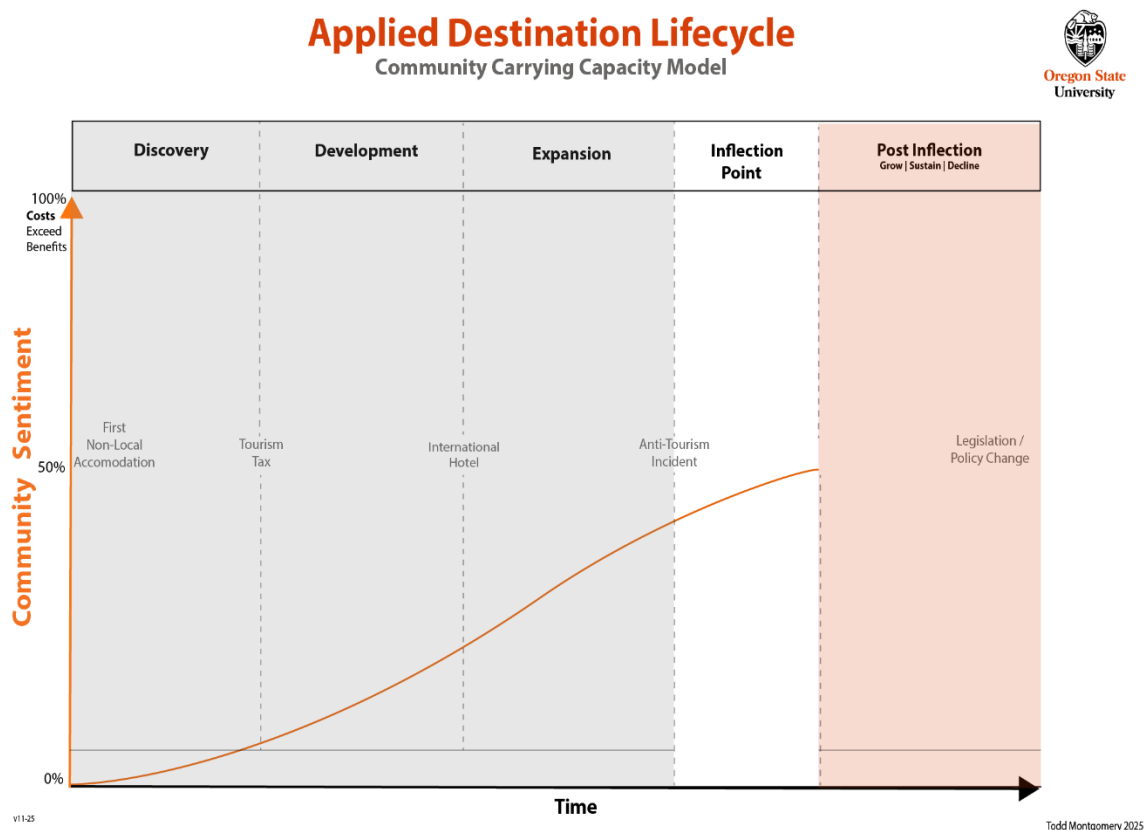 Applied Destination Lifecycle
Community Carrying Capacity Model
Oregon State
University
Discovery
Development
Expansion
Inflection
Point
Post Inflection
Grow | Sustain | Decline
100%
Costs
Exceed
Benefits
Community Sentiment
First
Non-Local
Accomodation
Tourism
Tax
International
Hotel
Anti-Tourism
Incident
Legislation /
Policy Change
50%
0%
Time
v11-25
Todd Montgomery 2025